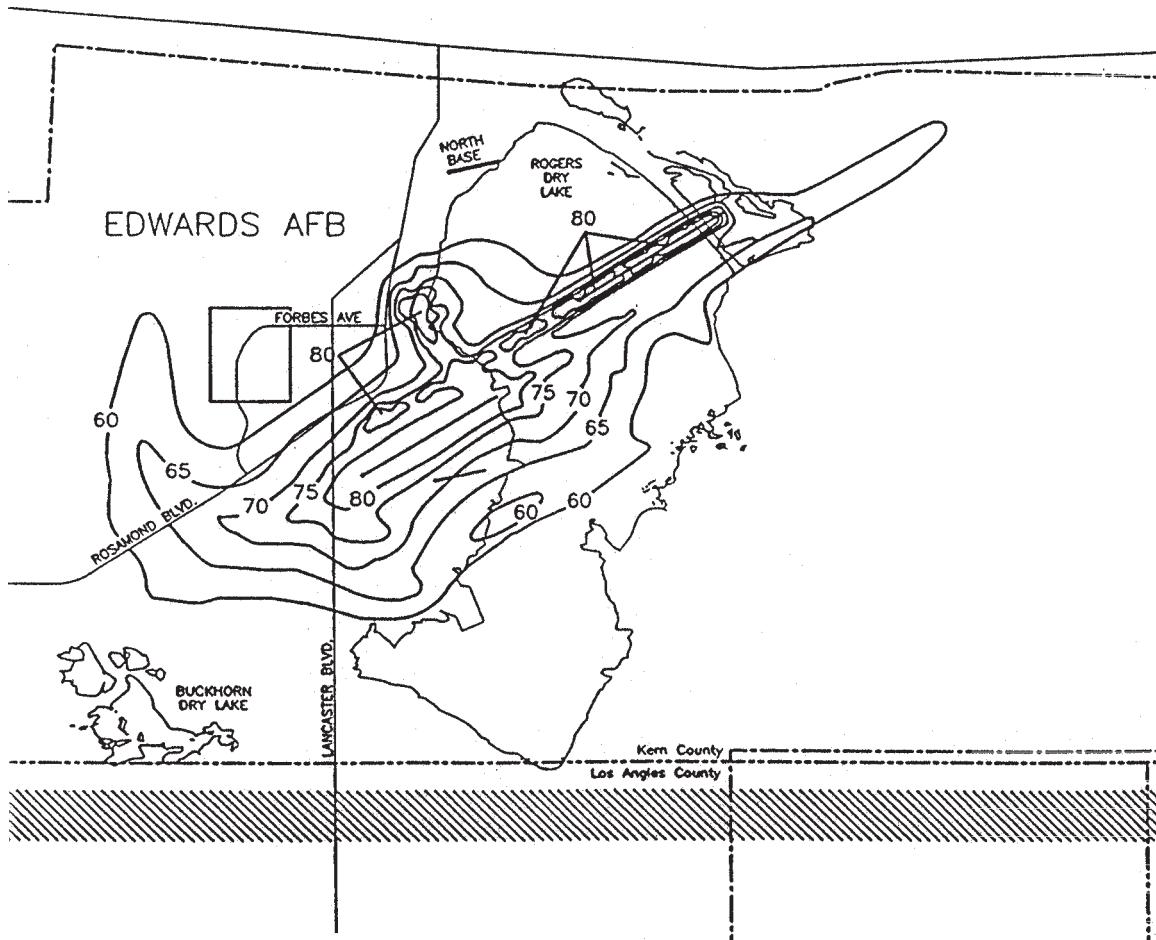 NORTH
BASE
ROGERS
DRY
LAKE
EDWARDS AFB
80
FORBES AVE
80
75
70
60
65
65
70
75
80
60
60
ROSAMOND BLVD.
LANCASTER BLVD.
BUCKHORN
DRY LAKE
Kern County
Los Angles County